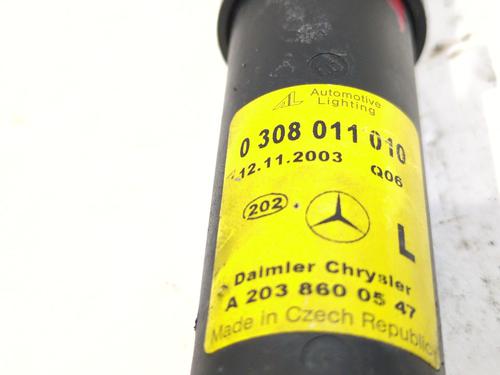 AL Automotive
Lighting
0 308 011 010
12.11.2003 Q06
202
L
Daimler Chrysler
A 203 860 05 47
Made in Czech Republic